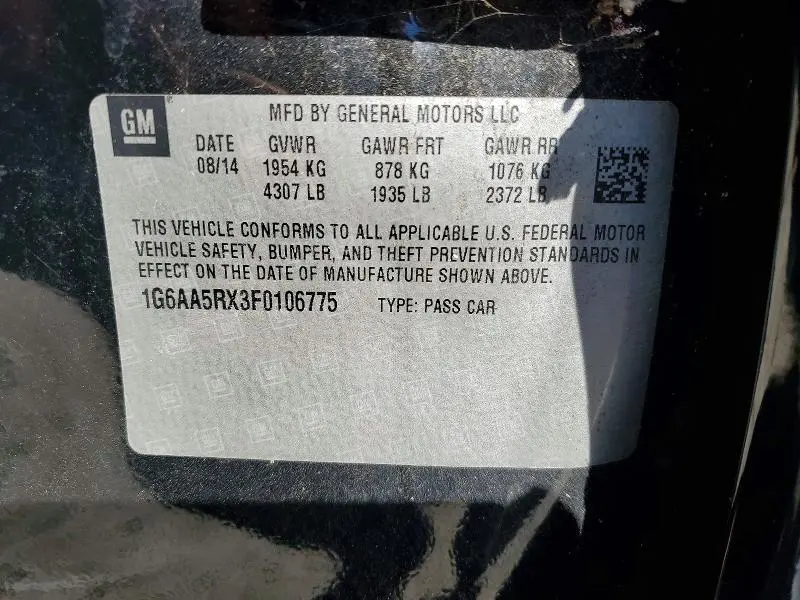 GM MFD BY GENERAL MOTORS LLC
DATE GVWR GAWR FRT GAWR RR
08/14 1954 KG 878 KG 1076 KG
4307 LB 1935 LB 2372 LB
THIS VEHICLE CONFORMS TO ALL APPLICABLE U.S. FEDERAL MOTOR
VEHICLE SAFETY, BUMPER, AND THEFT PREVENTION STANDARDS IN
EFFECT ON THE DATE OF MANUFACTURE SHOWN ABOVE.
1G6AA5RX3F0106775 TYPE: PASS CAR